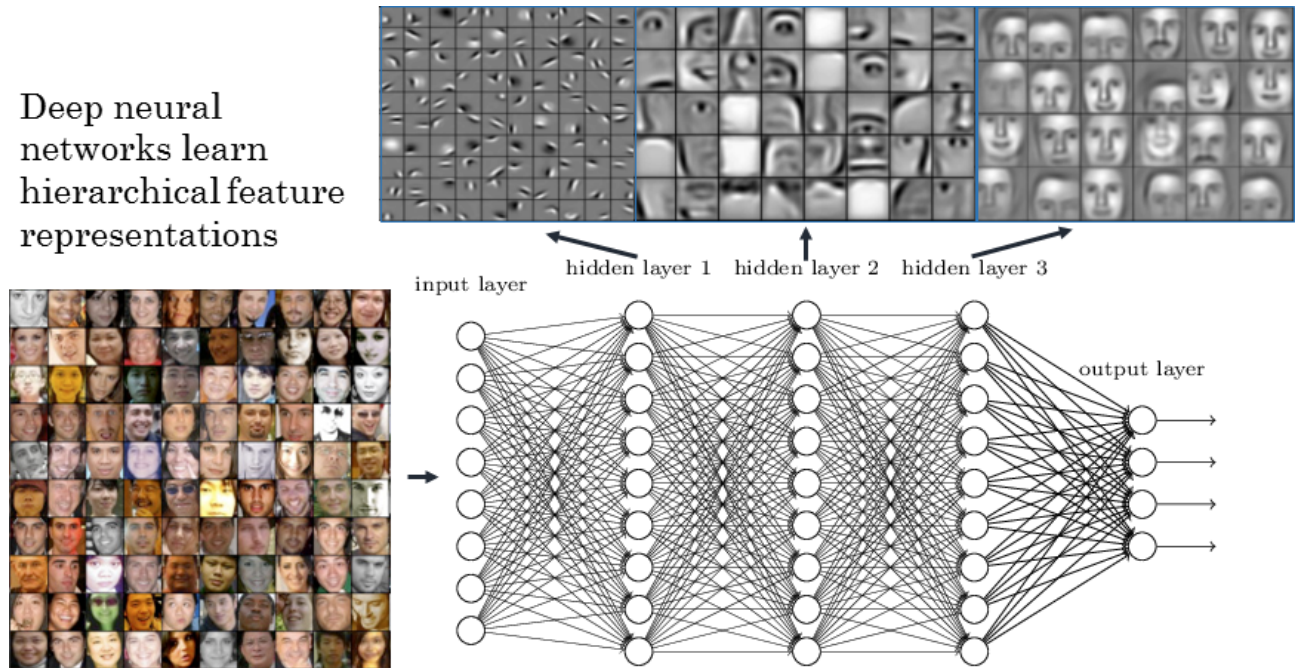 Deep neural
networks learn
hierarchical feature
representations
hidden layer 1
hidden layer 2
hidden layer 3
input layer
output layer